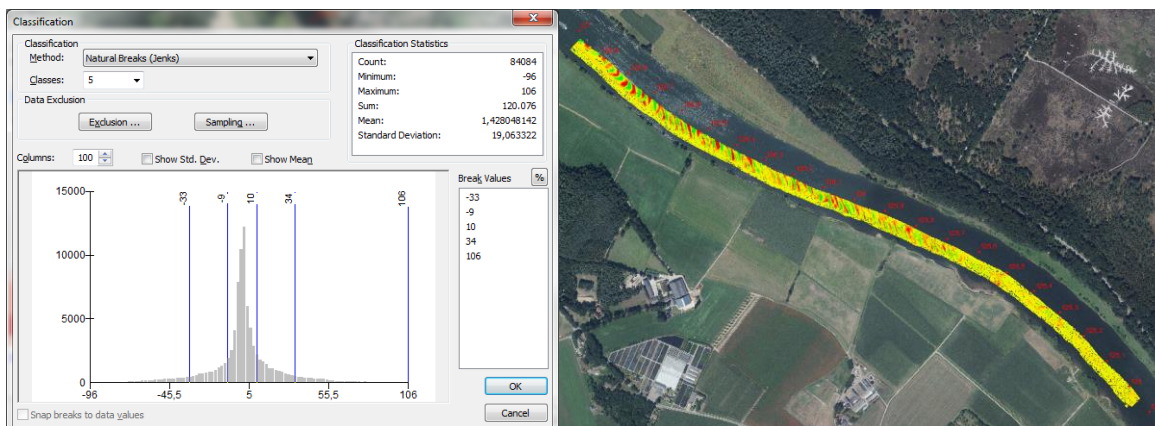 Classification
Classification
Method:
Natural Breaks (Jenks)
Classes:
5
Data Exclusion
Exclusion ...
Sampling ...
Classification Statistics
Count: 84084
Minimum: -96
Maximum: 106
Sum: 120.076
Mean: 1,428048142
Standard Deviation: 19,063322
Columns: 100
Show Std. Dev.
Show Mean
Break Values %
-33
-9
10
34
106
15000
10000
5000
0
-33
-9
10
34
106
-96
-45,5
5
55,5
106
OK
Cancel
Snap breaks to data values